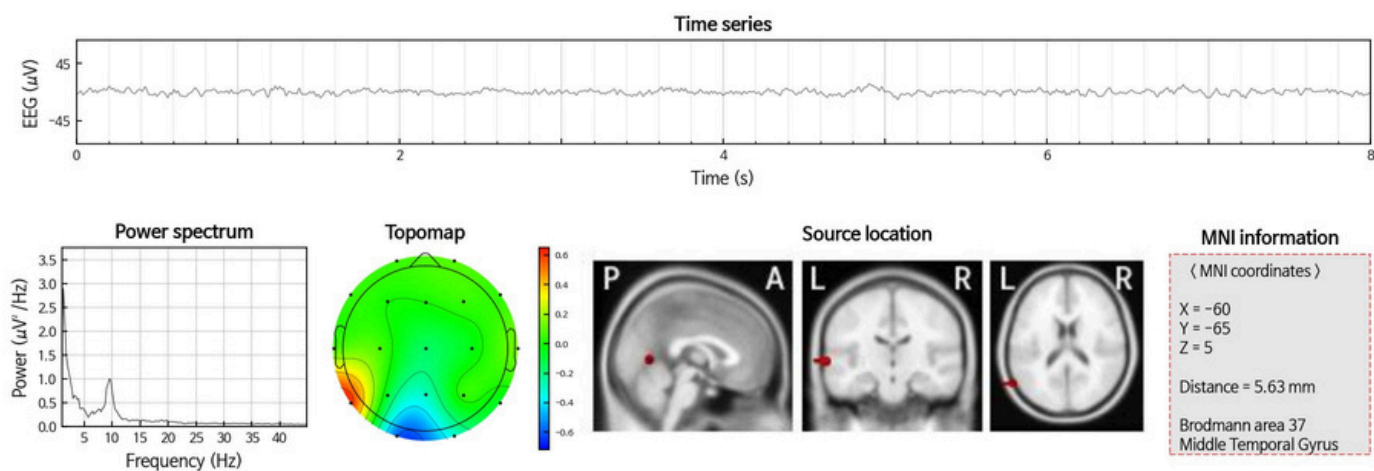 Time series
EEG (μV)
45
-45
0
2
4
6
8
Time (s)
Power spectrum
Power (μV²/Hz)
3.5
3.0
2.5
2.0
1.5
1.0
0.5
0.0
5
10
15
20
25
30
35
40
Frequency (Hz)
Topomap
0.6
0.4
0.2
0.0
-0.2
-0.4
-0.6
Source location
P
A
L
R
L
R
MNI information
⟨ MNI coordinates ⟩
X = -60
Y = -65
Z = 5
Distance = 5.63 mm
Brodmann area 37
Middle Temporal Gyrus